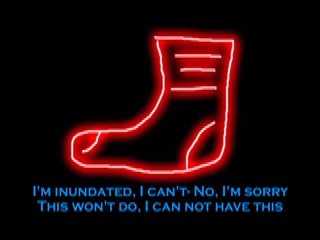 I'm inundated, I can't- No, I'm sorry
This won't do, I can not have this